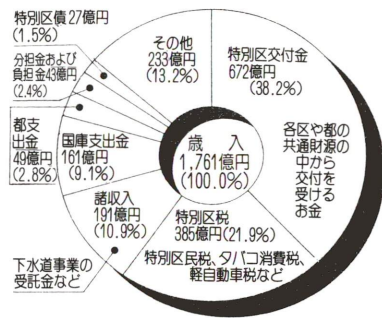 特別区債27億円
(1.5%)
分担金および
負担金43億円
(2.4%)
都支
出金
49億円
(2.8%)
国庫支出金
161億円
(9.1%)
諸収入
191億円
(10.9%)
下水道事業の
受託金など
その他
233億円
(13.2%)
特別区交付金
672億円
(38.2%)
各区や都の
共通財源の
中から
交付を
受ける
お金
歳入
1,761億円
(100.0%)
特別区税
385億円(21.9%)
特別区民税、タバコ消費税、
軽自動車税など